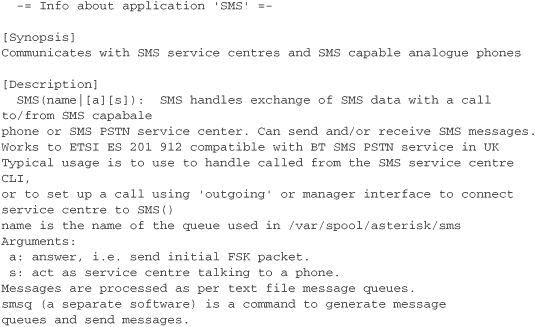 -= Info about application 'SMS' =-
[Synopsis]
Communicates with SMS service centres and SMS capable analogue phones
[Description]
SMS(name|[a][s]): SMS handles exchange of SMS data with a call
to/from SMS capabale
phone or SMS PSTN service center. Can send and/or receive SMS messages.
Works to ETSI ES 201 912 compatible with BT SMS PSTN service in UK
Typical usage is to use to handle called from the SMS service centre
CLI,
or to set up a call using 'outgoing' or manager interface to connect
service centre to SMS()
name is the name of the queue used in /var/spool/asterisk/sms
Arguments:
a: answer, i.e. send initial FSK packet.
s: act as service centre talking to a phone.
Messages are processed as per text file message queues.
smsq (a separate software) is a command to generate message
queues and send messages.